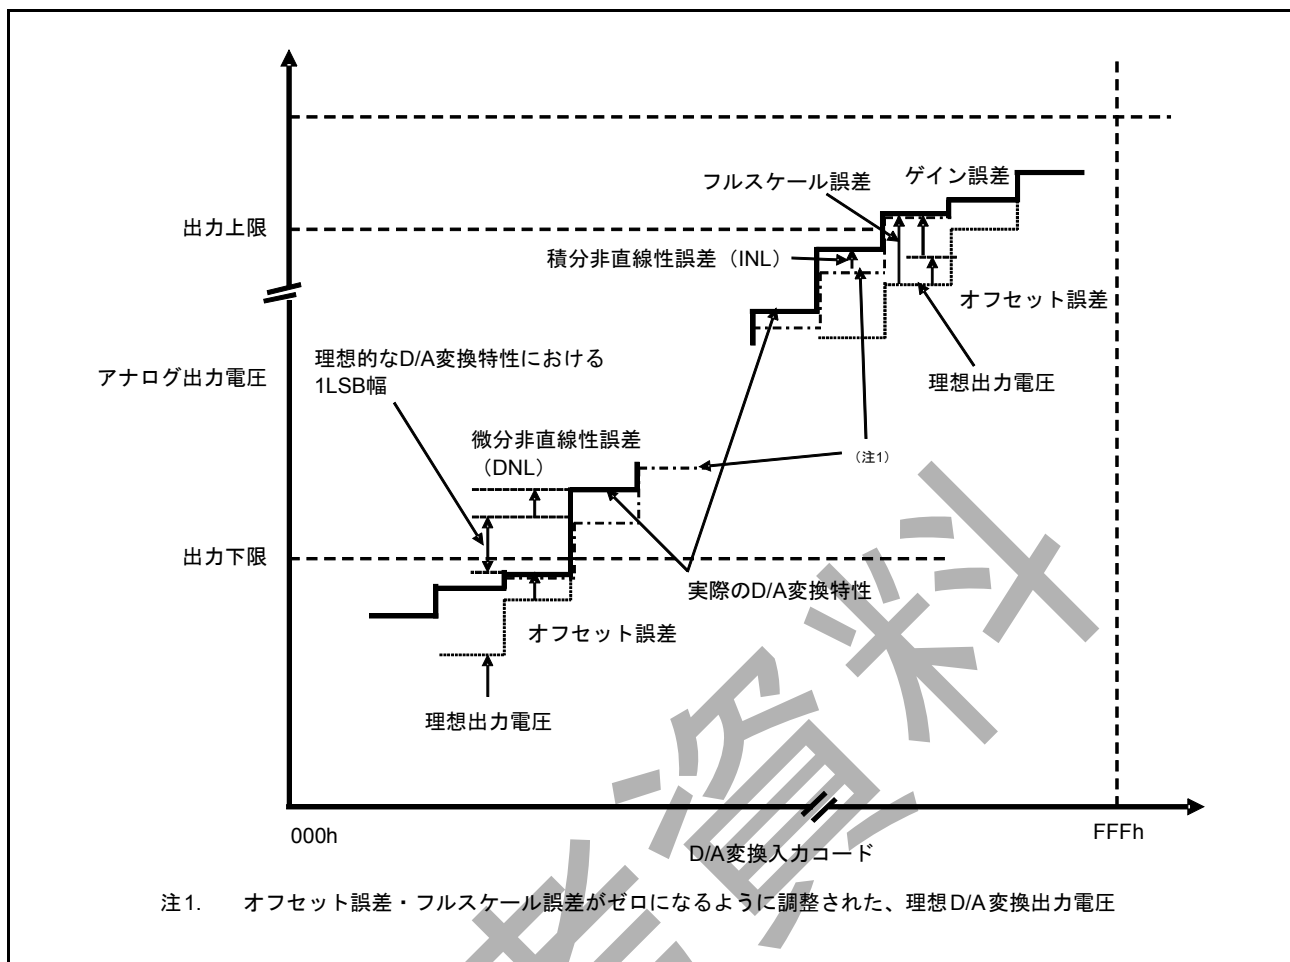 フルスケール誤差
ゲイン誤差
出力上限
積分非直線性誤差（INL）
オフセット誤差
理想的なD/A変換特性における
1LSB幅
アナログ出力電圧
理想出力電圧
微分非直線性誤差
（DNL）
（注1）
出力下限
実際のD/A変換特性
オフセット誤差
理想出力電圧
000h
FFFh
D/A変換入力コード
注1. オフセット誤差・フルスケール誤差がゼロになるように調整された、理想D/A変換出力電圧
考資料